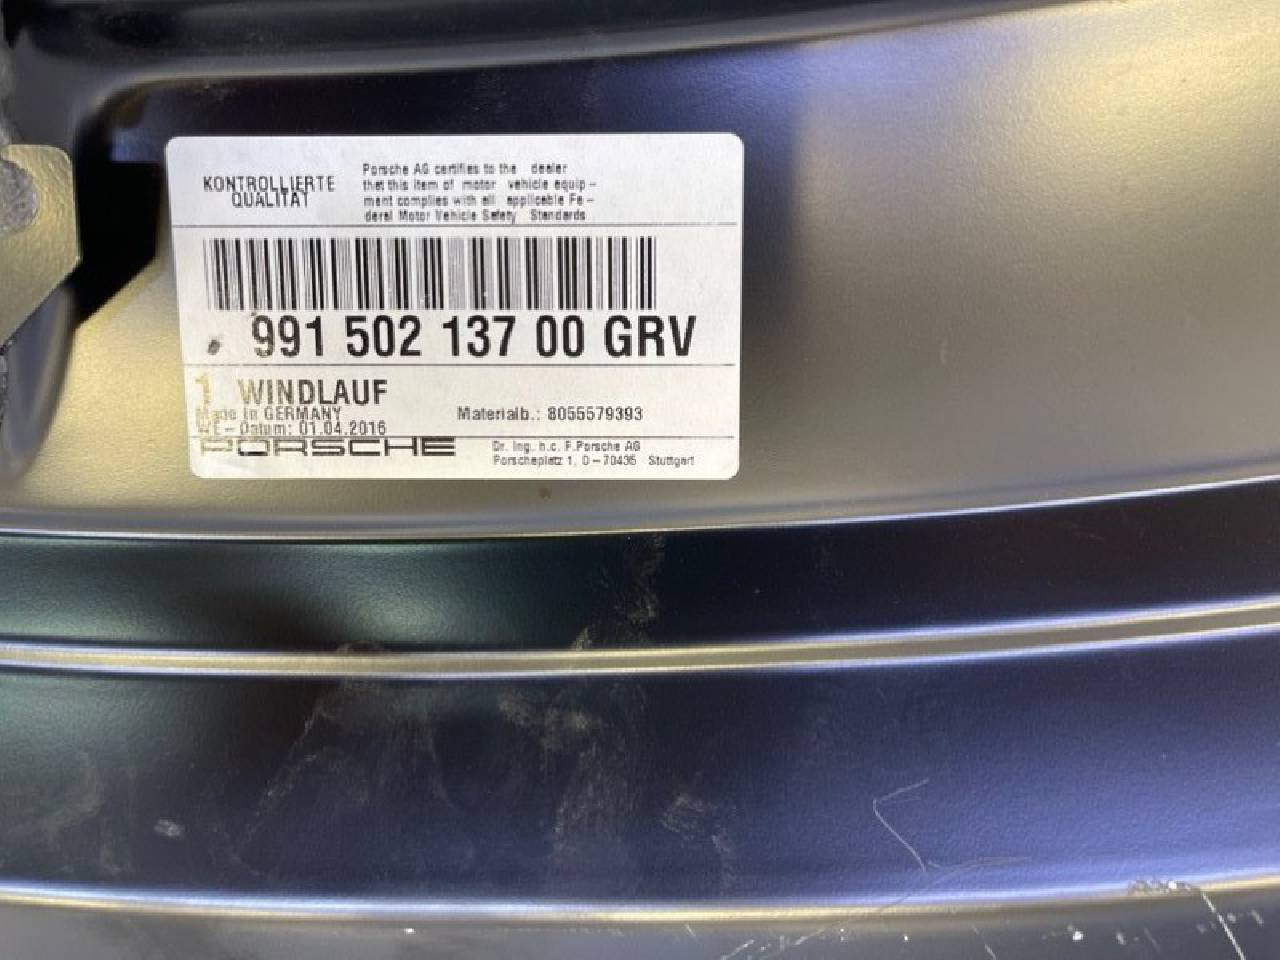 KONTROLLIERTE
QUALITÄT
Porsche AG certifies to the dealer
that this item of motor vehicle equip-
ment complies with all applicable Fe-
deral Motor Vehicle Safety Standards
991 502 137 00 GRV
1 WINDLAUF
Made in GERMANY
Materialb.: 8055579393
WE-Datum: 01.04.2016
PORSCHE
Dr. Ing. h.c. F.Porsche AG
Porscheplatz 1, D-70435 Stuttgart